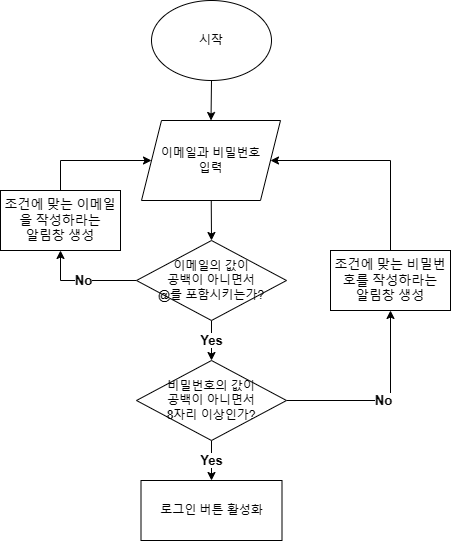 시작
이메일과 비밀번호
입력
조건에 맞는 이메일
을 작성하라는
알림창 생성
이메일의 값이
공백이 아니면서
@를 포함시키는가?
No
조건에 맞는 비밀번
호를 작성하라는
알림창 생성
Yes
비밀번호의 값이
공백이 아니면서
8자리 이상인가?
No
Yes
로그인 버튼 활성화